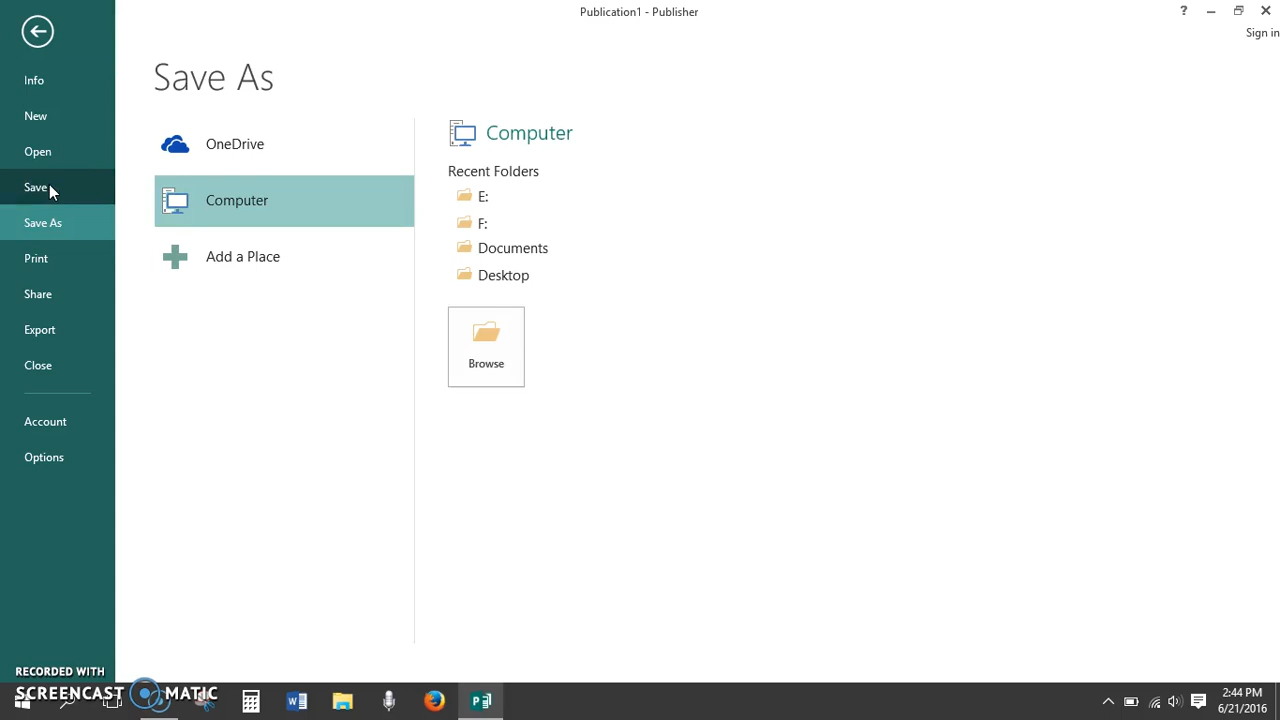 Publication1 - Publisher
?
Sign in
Info
New
Open
Save
Save As
Print
Share
Export
Close
Account
Options
Save As
OneDrive
Computer
Add a Place
Computer
Recent Folders
E:
F:
Documents
Desktop
Browse
RECORDED WITH
SCREENCAST MATIC
2:44 PM
6/21/2016